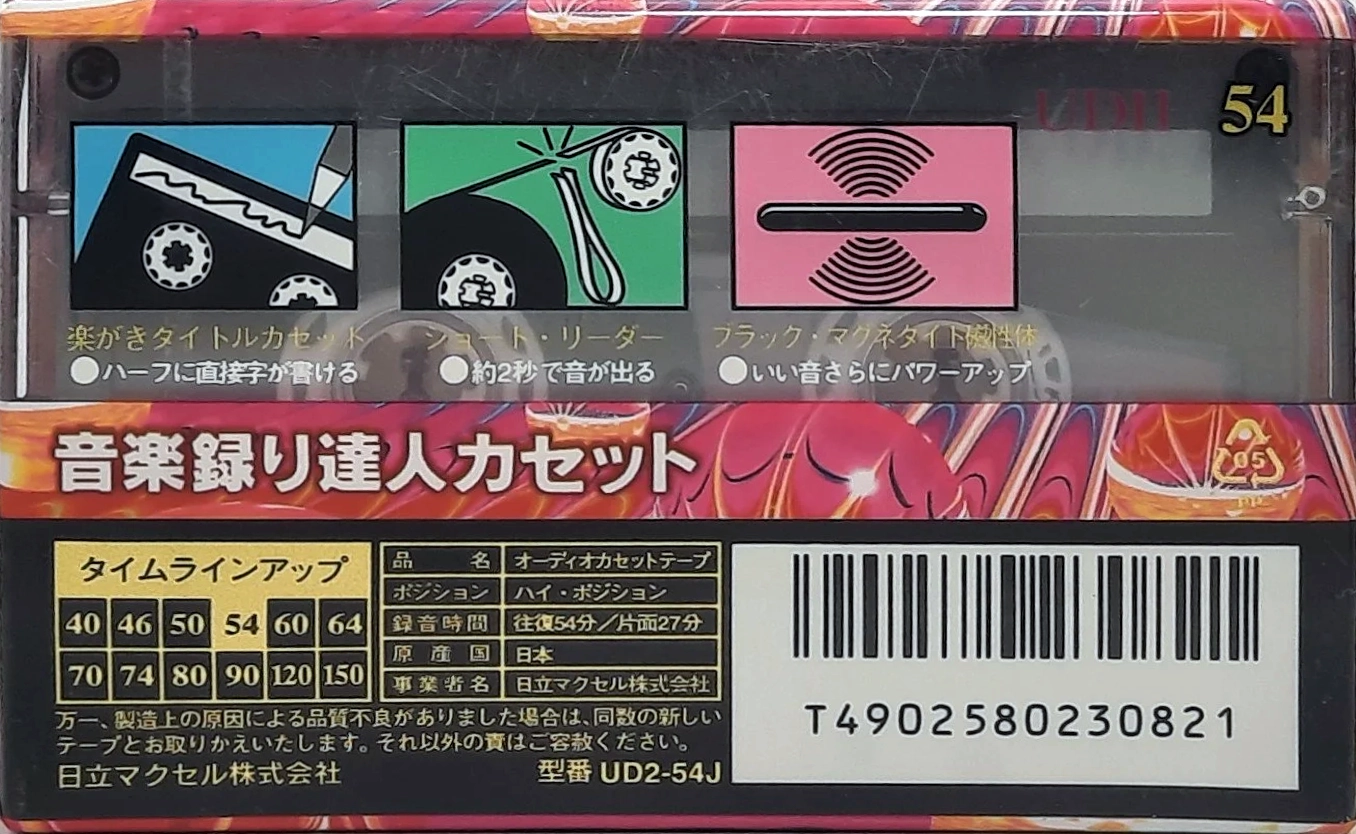 UDII 54
楽がきタイトルカセット
●ハーフに直接字が書ける
ショート・リーダー
●約2秒で音が出る
ブラック・マグネタイト磁性体
●いい音さらにパワーアップ
音楽録り達人カセット
05
PP
タイムラインアップ
40 46 50 54 60 64
70 74 80 90 120 150
品名 オーディオカセットテープ
ポジション ハイ・ポジション
録音時間 往復54分/片面27分
原産国 日本
事業者名 日立マクセル株式会社
万一、製造上の原因による品質不良がありました場合は、同数の新しい
テープとお取りかえいたします。それ以外の責はご容赦ください。
日立マクセル株式会社 型番 UD2-54J
T4902580230821